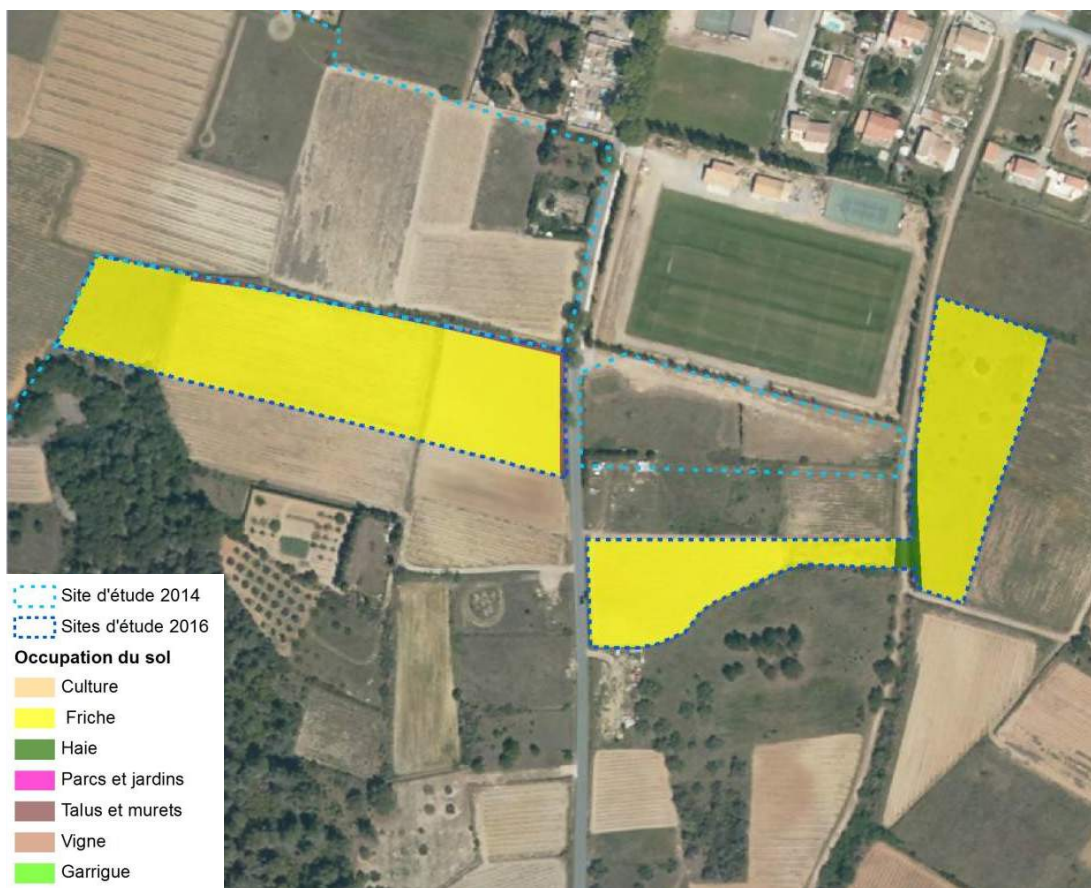 Site d'étude 2014
Sites d'étude 2016
Occupation du sol
Culture
Friche
Haie
Parcs et jardins
Talus et murets
Vigne
Garrigue